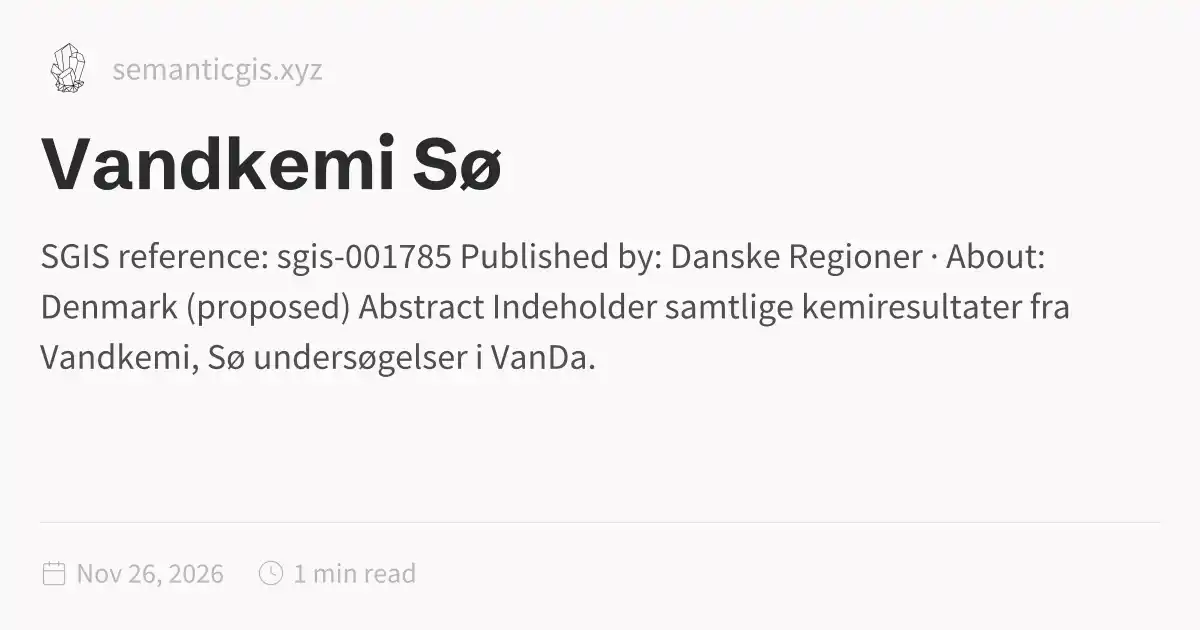 semanticgis.xyz
Vandkemi Sø
SGIS reference: sgis-001785 Published by: Danske Regioner · About:
Denmark (proposed) Abstract Indeholder samtlige kemiresultater fra
Vandkemi, Sø undersøgelser i VanDa.
Nov 26, 2026 1 min read